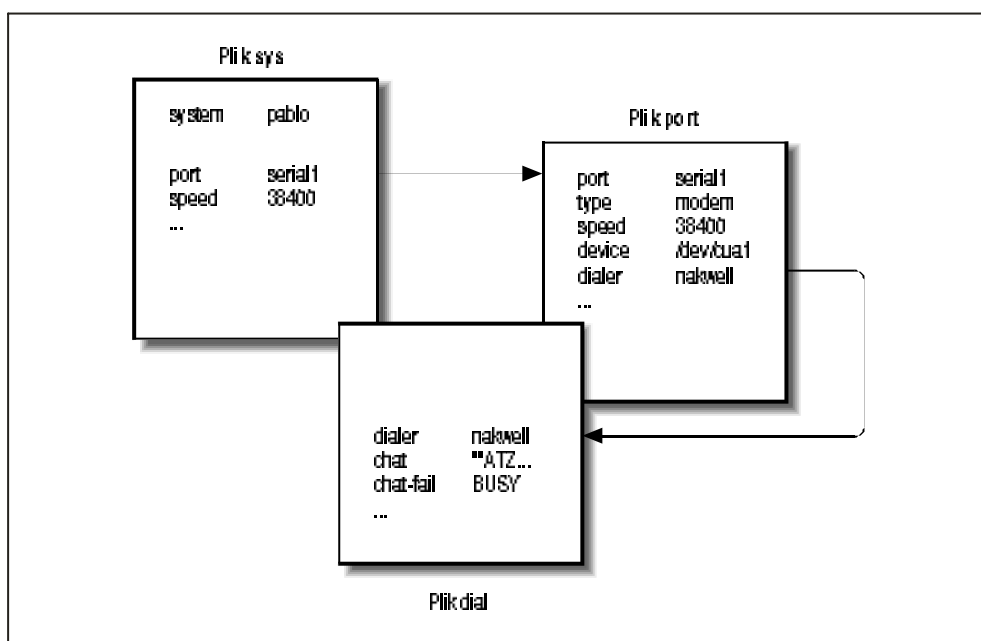 Plik sys
system pablo
port serial1
speed 38400
...
Plik port
port serial1
type modem
speed 38400
device /dev/cua1
dialer nakwell
...
dialer nakwell
chat ""ATZ...
chat-fail BUSY
...
Plik dial